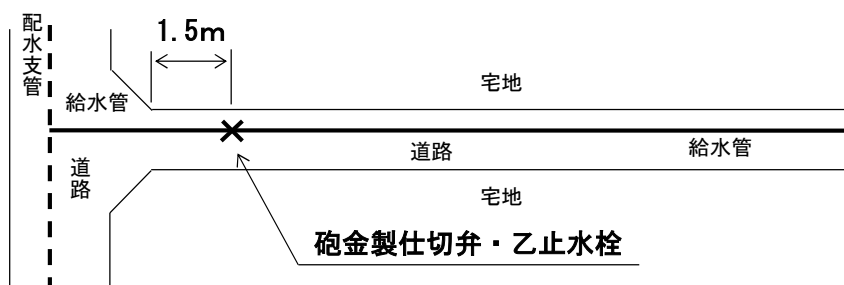 配水支管
1.5m
給水管
宅地
道路
道路
給水管
宅地
砲金製仕切弁・乙止水栓